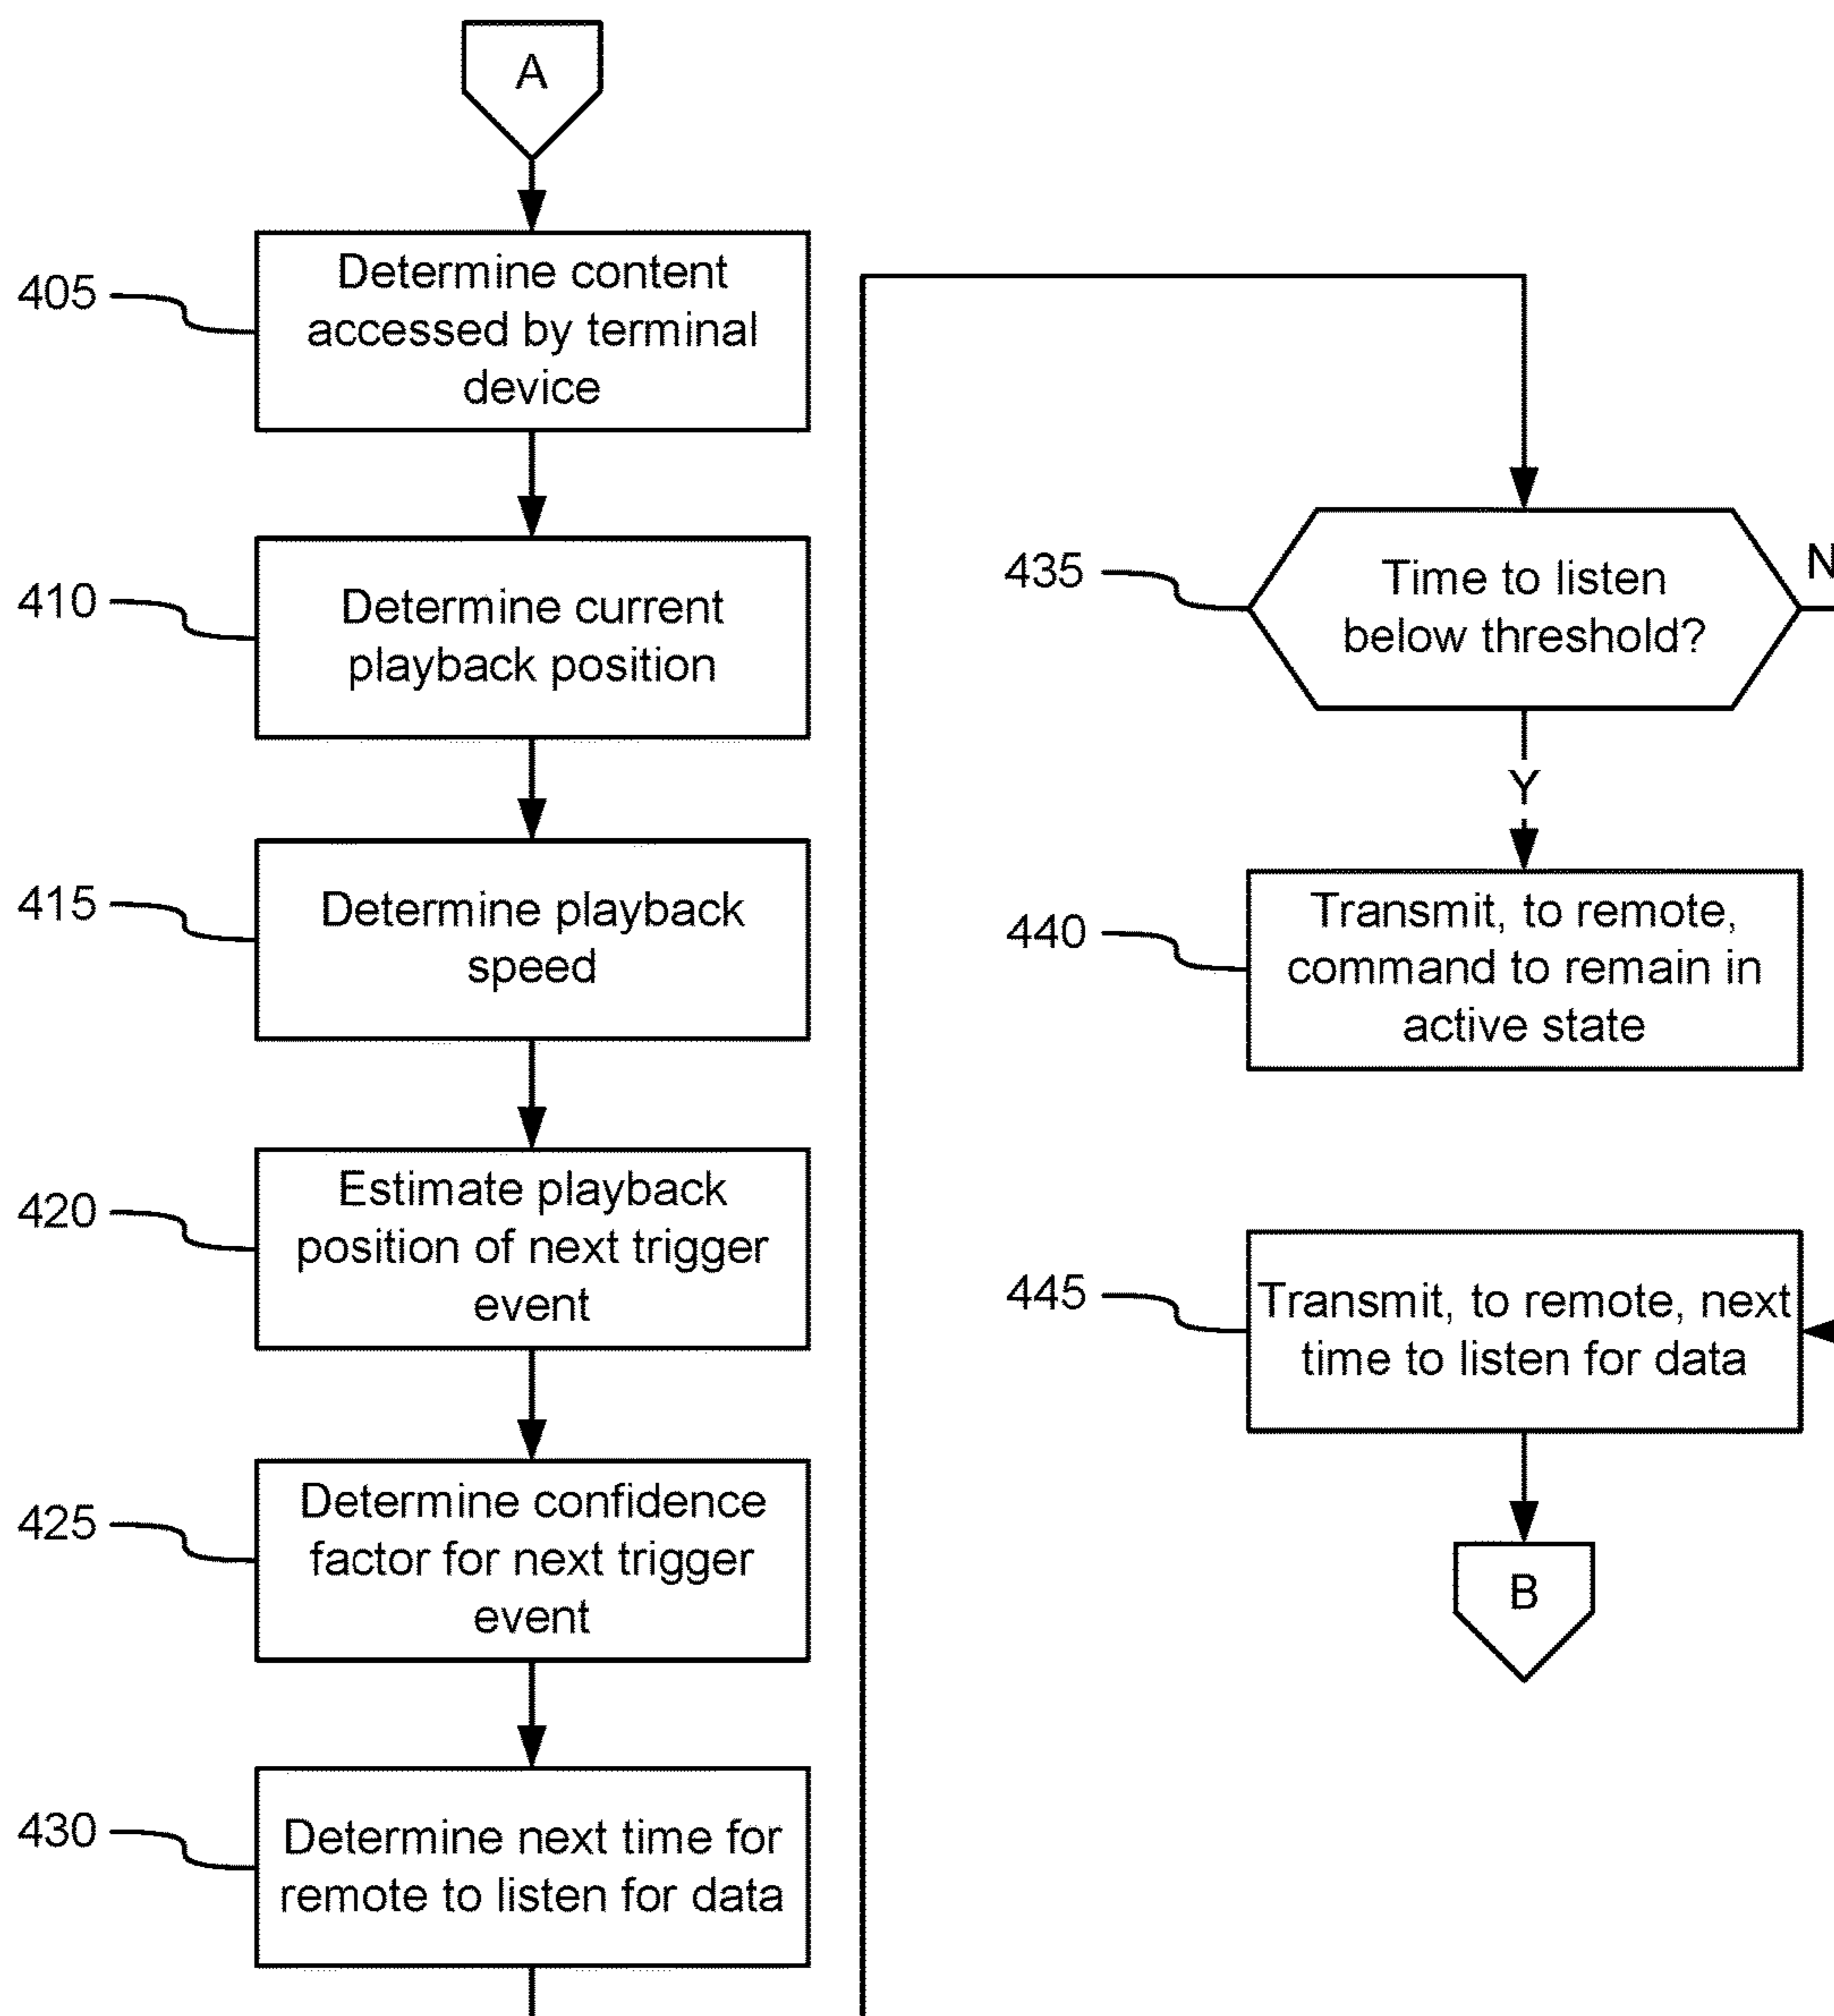 A
405
Determine content
accessed by terminal
device
410
Determine current
playback position
415
Determine playback
speed
420
Estimate playback
position of next trigger
event
425
Determine confidence
factor for next trigger
event
430
Determine next time for
remote to listen for data
435
Time to listen
below threshold?
N
Y
440
Transmit, to remote,
command to remain in
active state
445
Transmit, to remote, next
time to listen for data
B